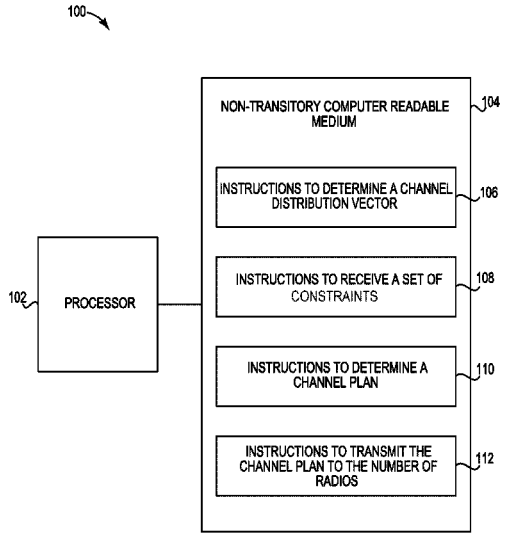 100
NON-TRANSITORY COMPUTER READABLE
MEDIUM
104
INSTRUCTIONS TO DETERMINE A CHANNEL
DISTRIBUTION VECTOR
106
INSTRUCTIONS TO RECEIVE A SET OF
CONSTRAINTS
108
102
PROCESSOR
INSTRUCTIONS TO DETERMINE A
CHANNEL PLAN
110
INSTRUCTIONS TO TRANSMIT THE
CHANNEL PLAN TO THE NUMBER OF
RADIOS
112